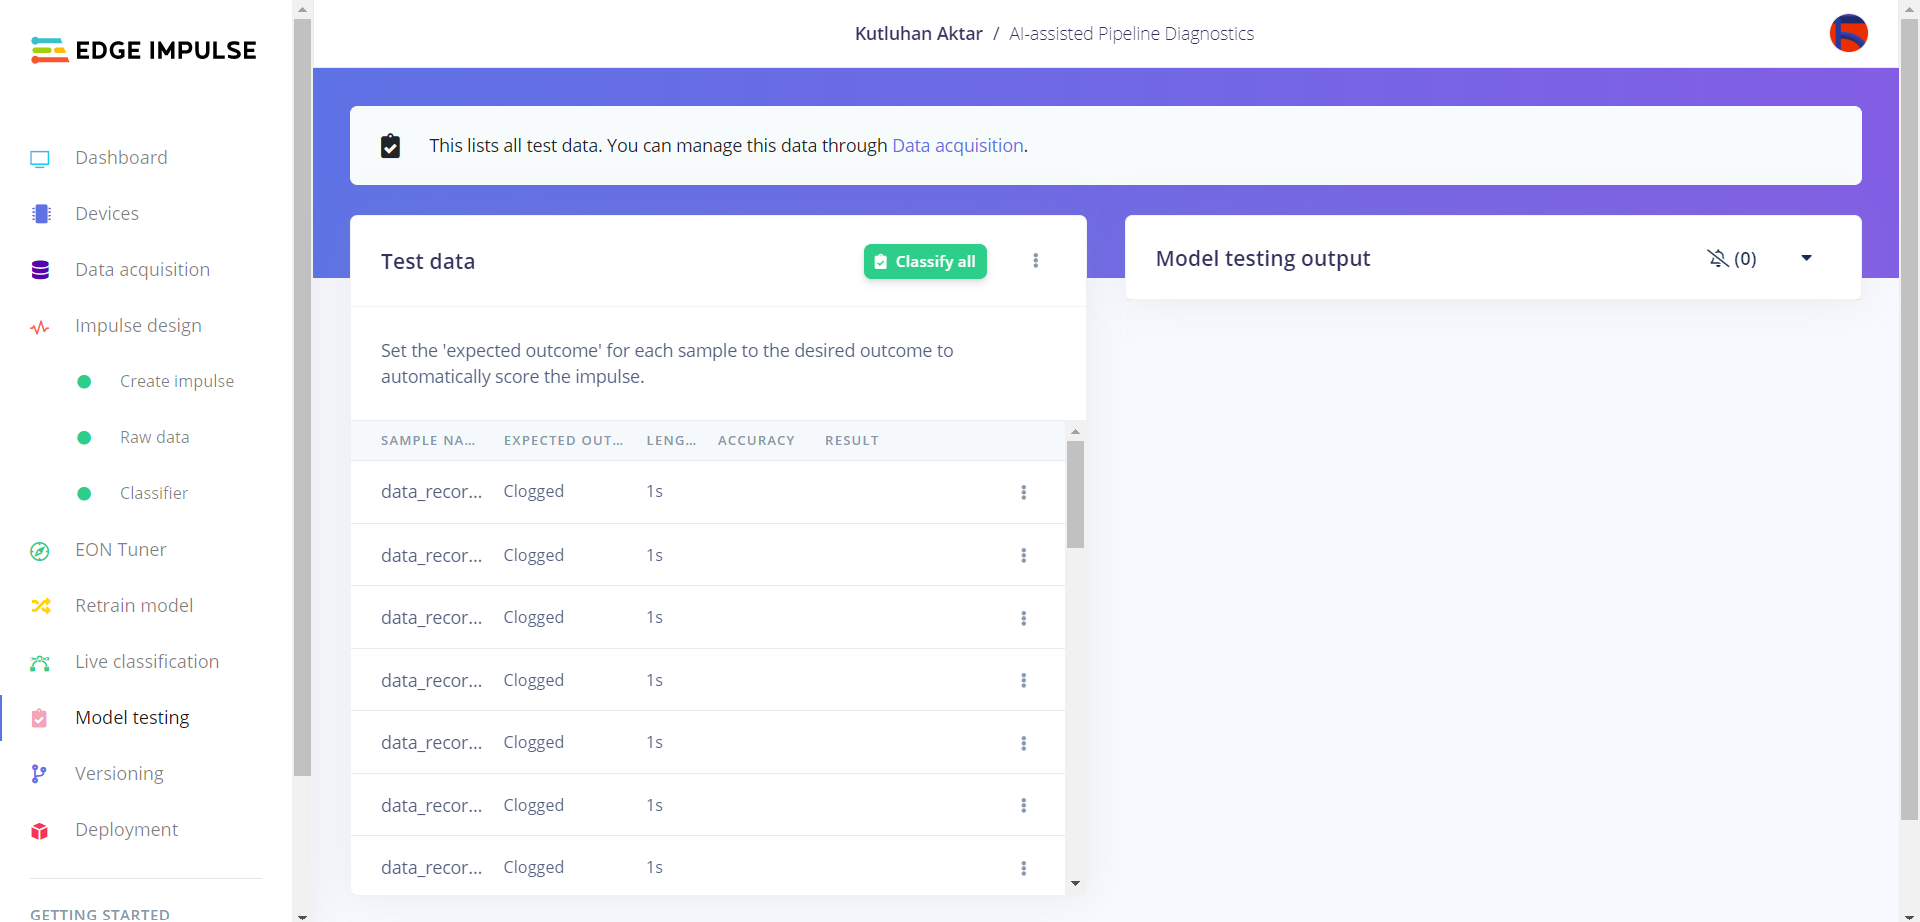 EDGE IMPULSE
Dashboard
Devices
Data acquisition
Impulse design
Create impulse
Raw data
Classifier
EON Tuner
Retrain model
Live classification
Model testing
Versioning
Deployment
GETTING STARTED
Kutluhan Aktar / AI-assisted Pipeline Diagnostics
This lists all test data. You can manage this data through Data acquisition.
Test data
Classify all
Set the 'expected outcome' for each sample to the desired outcome to
automatically score the impulse.
SAMPLE NA... EXPECTED OUT... LENG... ACCURACY RESULT
data_recor... Clogged 1s
data_recor... Clogged 1s
data_recor... Clogged 1s
data_recor... Clogged 1s
data_recor... Clogged 1s
data_recor... Clogged 1s
data_recor... Clogged 1s
Model testing output
(0)